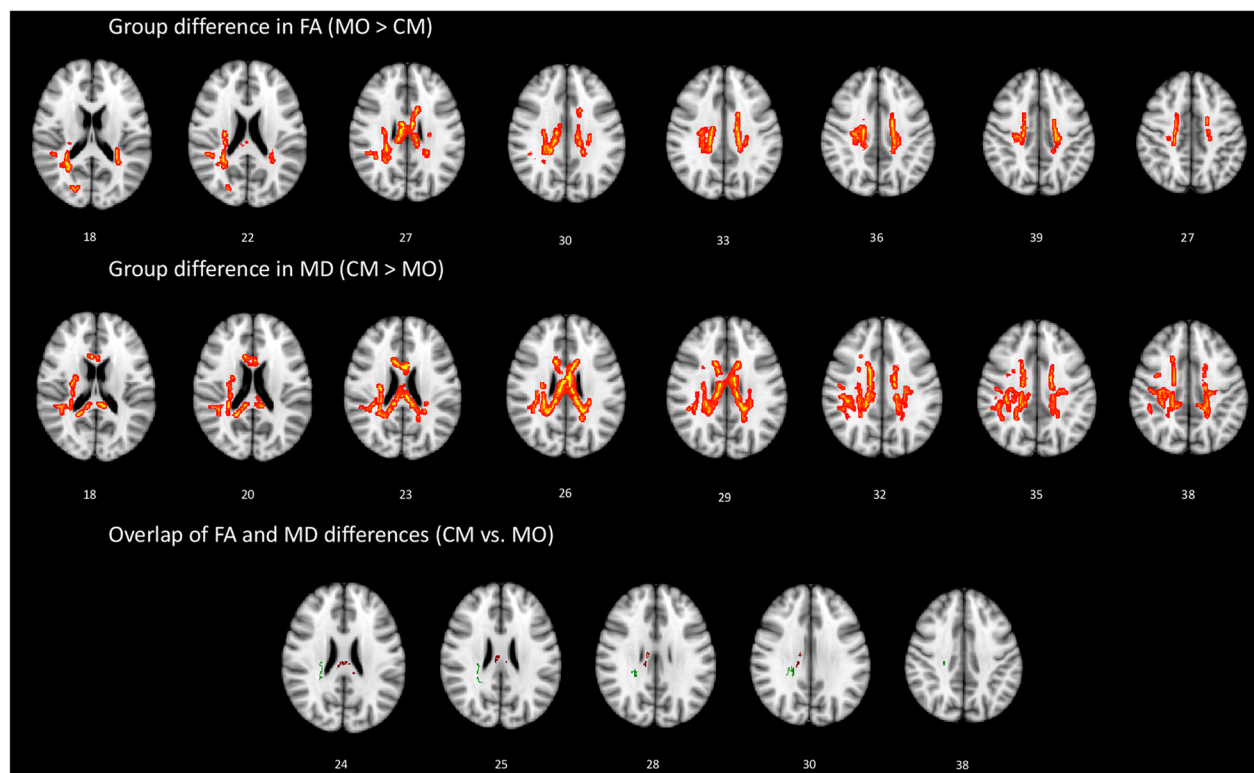 Group difference in FA (MO > CM)
18 22 27 30 33 36 39 27
Group difference in MD (CM > MO)
18 20 23 26 29 32 35 38
Overlap of FA and MD differences (CM vs. MO)
24 25 28 30 38